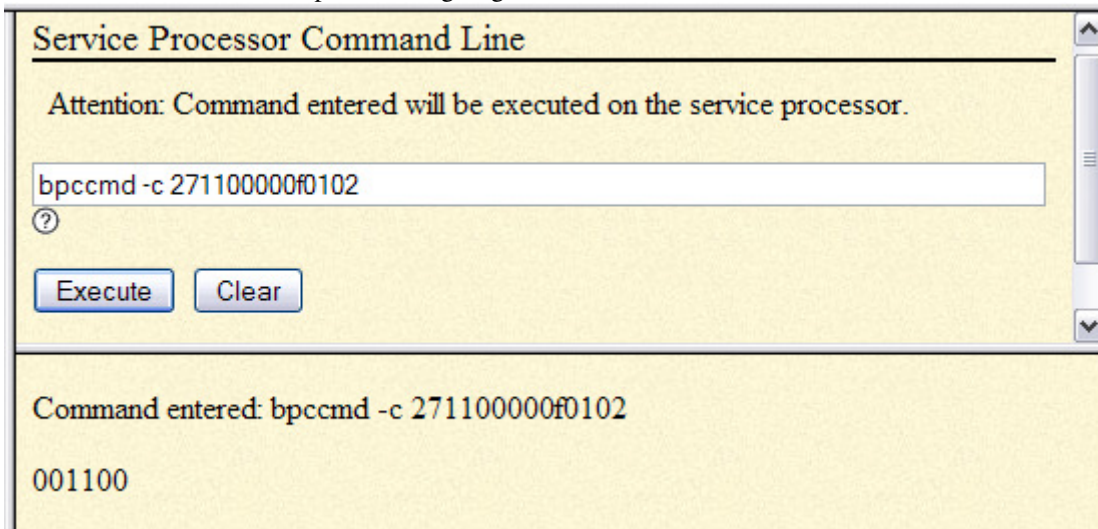 Service Processor Command Line
Attention: Command entered will be executed on the service processor.
bpccmd -c 271100000f0102
?
Execute Clear
Command entered: bpccmd -c 271100000f0102
001100